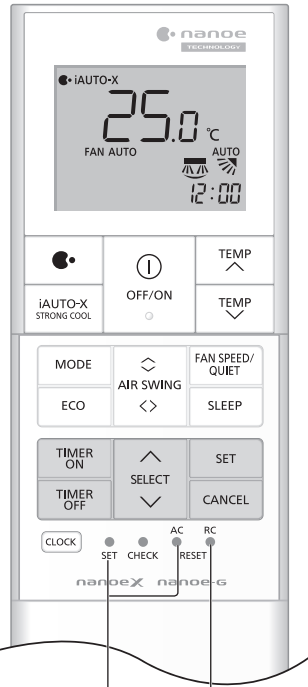 nanoe
TECHNOLOGY
iAUTO-X
25.0 °C
FAN AUTO
AUTO
12:00
TEMP
OFF/ON
iAUTO-X
STRONG COOL
TEMP
MODE
AIR SWING
FAN SPEED/
QUIET
ECO
SLEEP
TIMER
ON
SELECT
SET
TIMER
OFF
CANCEL
CLOCK
SET
CHECK
AC
RC
RESET
nanoeX nanoe-G